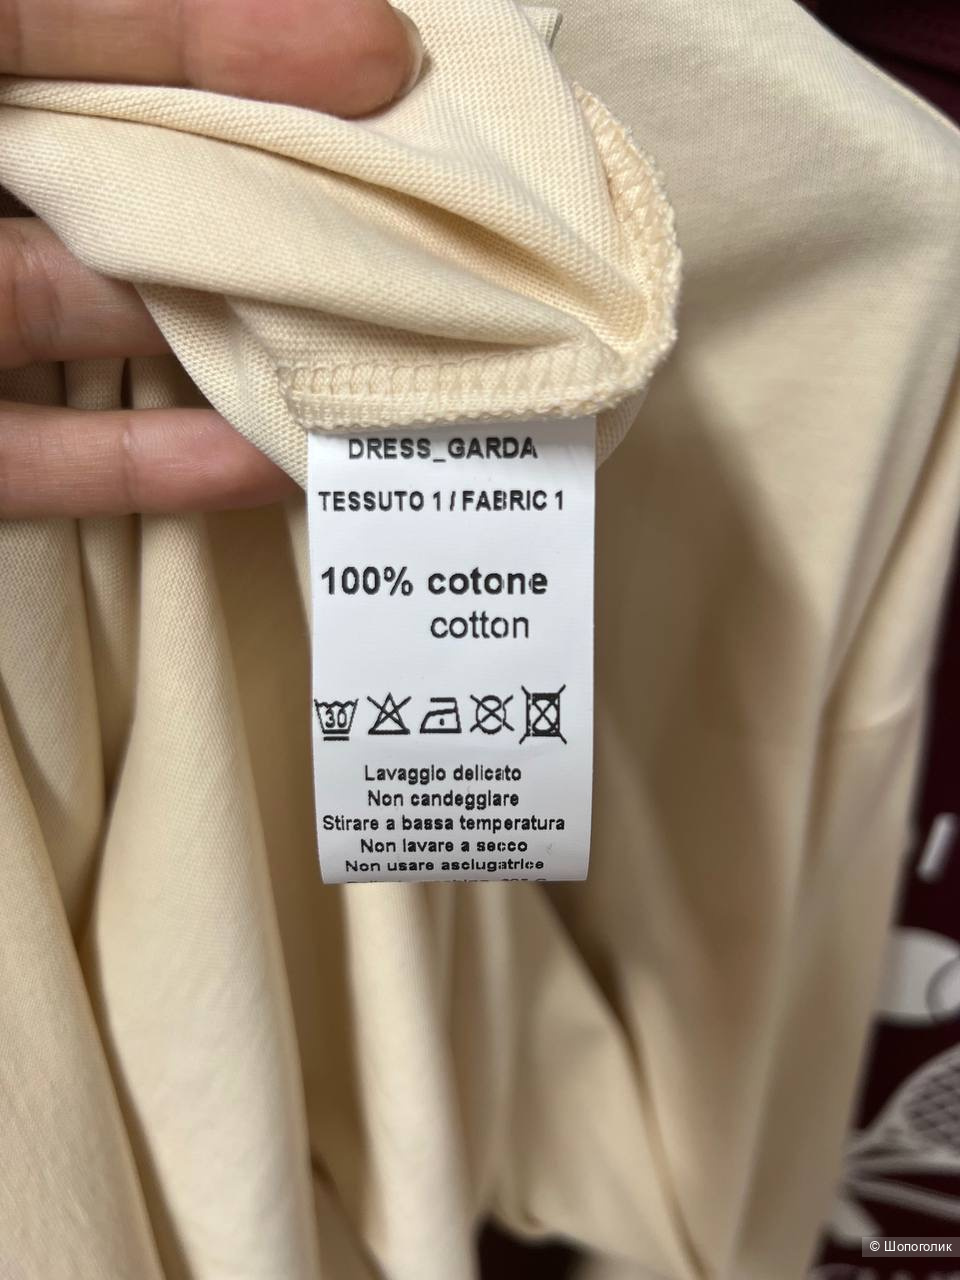 DRESS_GARDA
TESSUTO 1 / FABRIC 1
100% cotone
cotton
30
Lavaggio delicato
Non candeggiare
Stirare a bassa temperatura
Non lavare a secco
Non usare asciugatrice
© Шопоголик